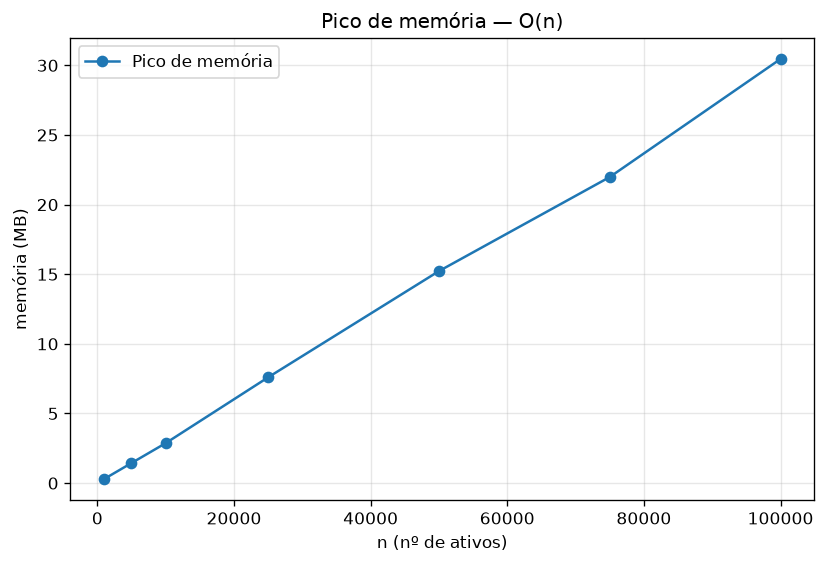 Pico de memória — O(n)
Pico de memória
30
25
20
15
10
5
0
memória (MB)
0 20000 40000 60000 80000 100000
n (nº de ativos)